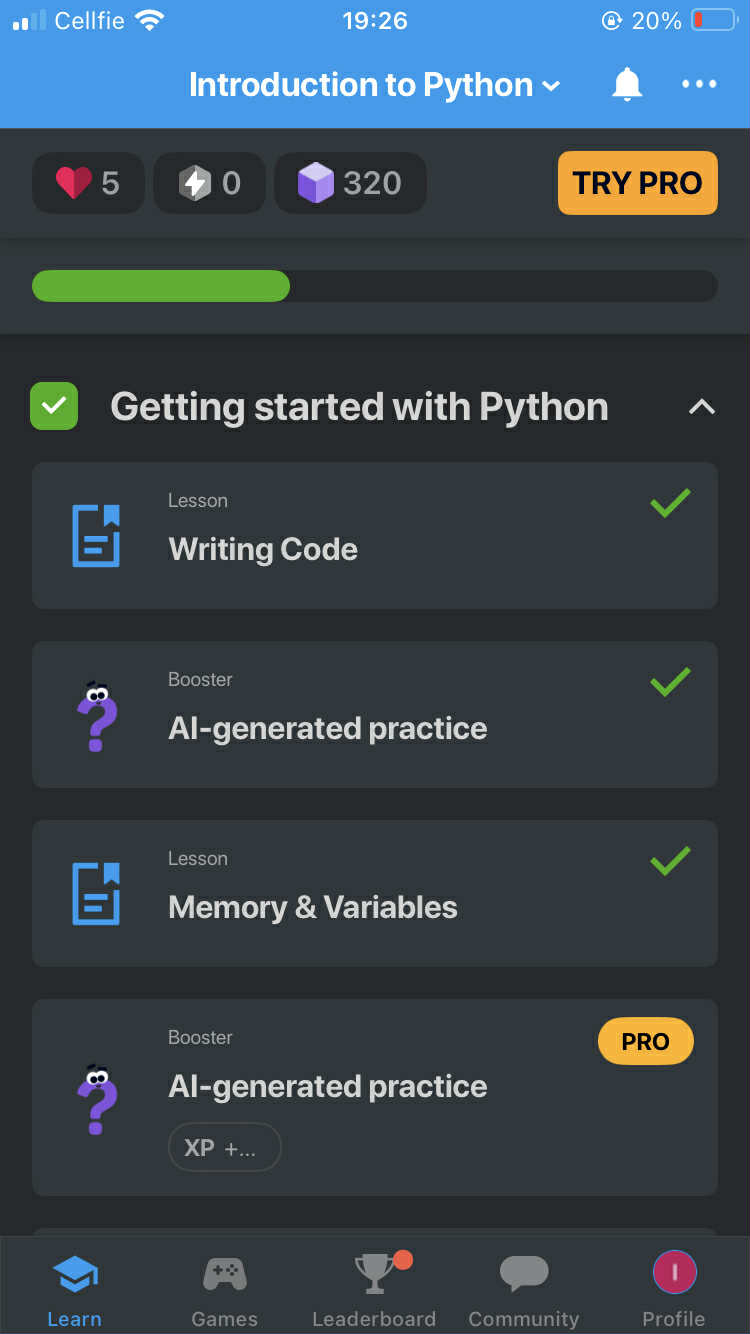 Cellfie 19:26 20%
Introduction to Python
5 0 320 TRY PRO
Getting started with Python
Lesson
Writing Code
Booster
AI-generated practice
Lesson
Memory & Variables
Booster
PRO
AI-generated practice
XP +...
Learn Games Leaderboard Community Profile